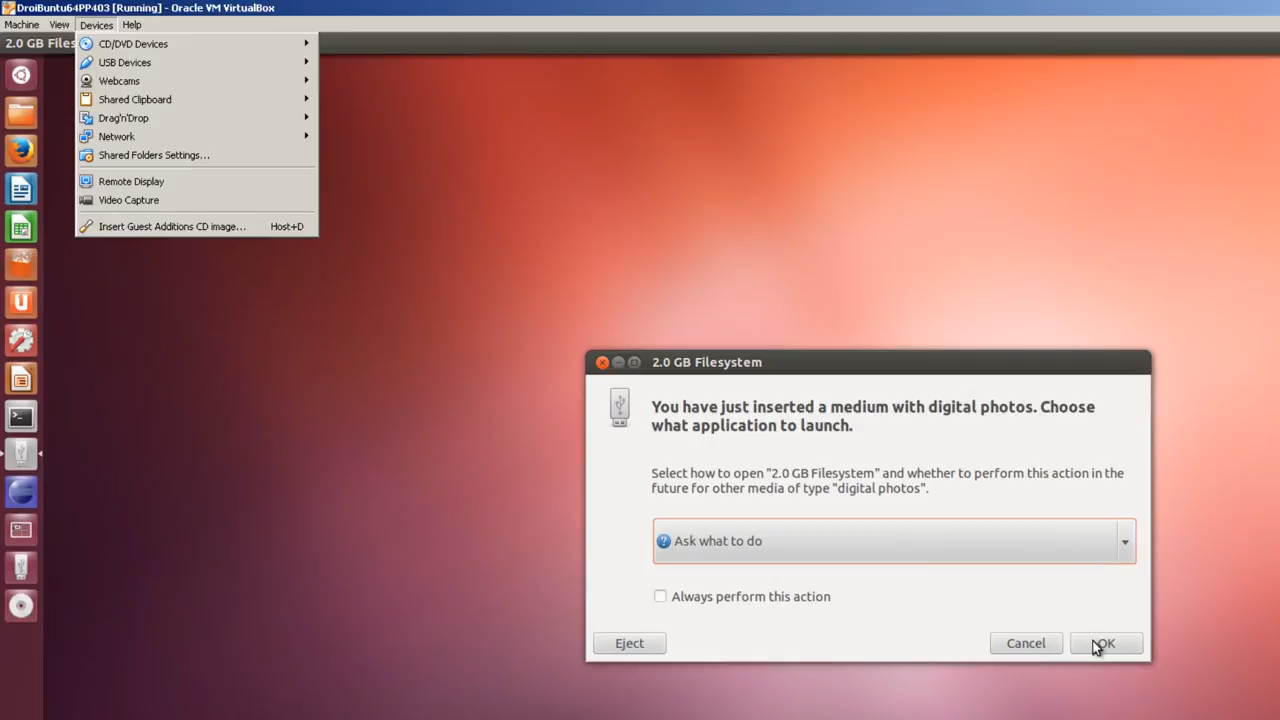 DroiBuntu64PP403 [Running] - Oracle VM VirtualBox
Machine View Devices Help
2.0 GB Files
CD/DVD Devices
USB Devices
Webcams
Shared Clipboard
Drag'n'Drop
Network
Shared Folders Settings...
Remote Display
Video Capture
Insert Guest Additions CD image... Host+D
2.0 GB Filesystem
You have just inserted a medium with digital photos. Choose
what application to launch.
Select how to open "2.0 GB Filesystem" and whether to perform this action in the
future for other media of type "digital photos".
Ask what to do
Always perform this action
Eject Cancel OK